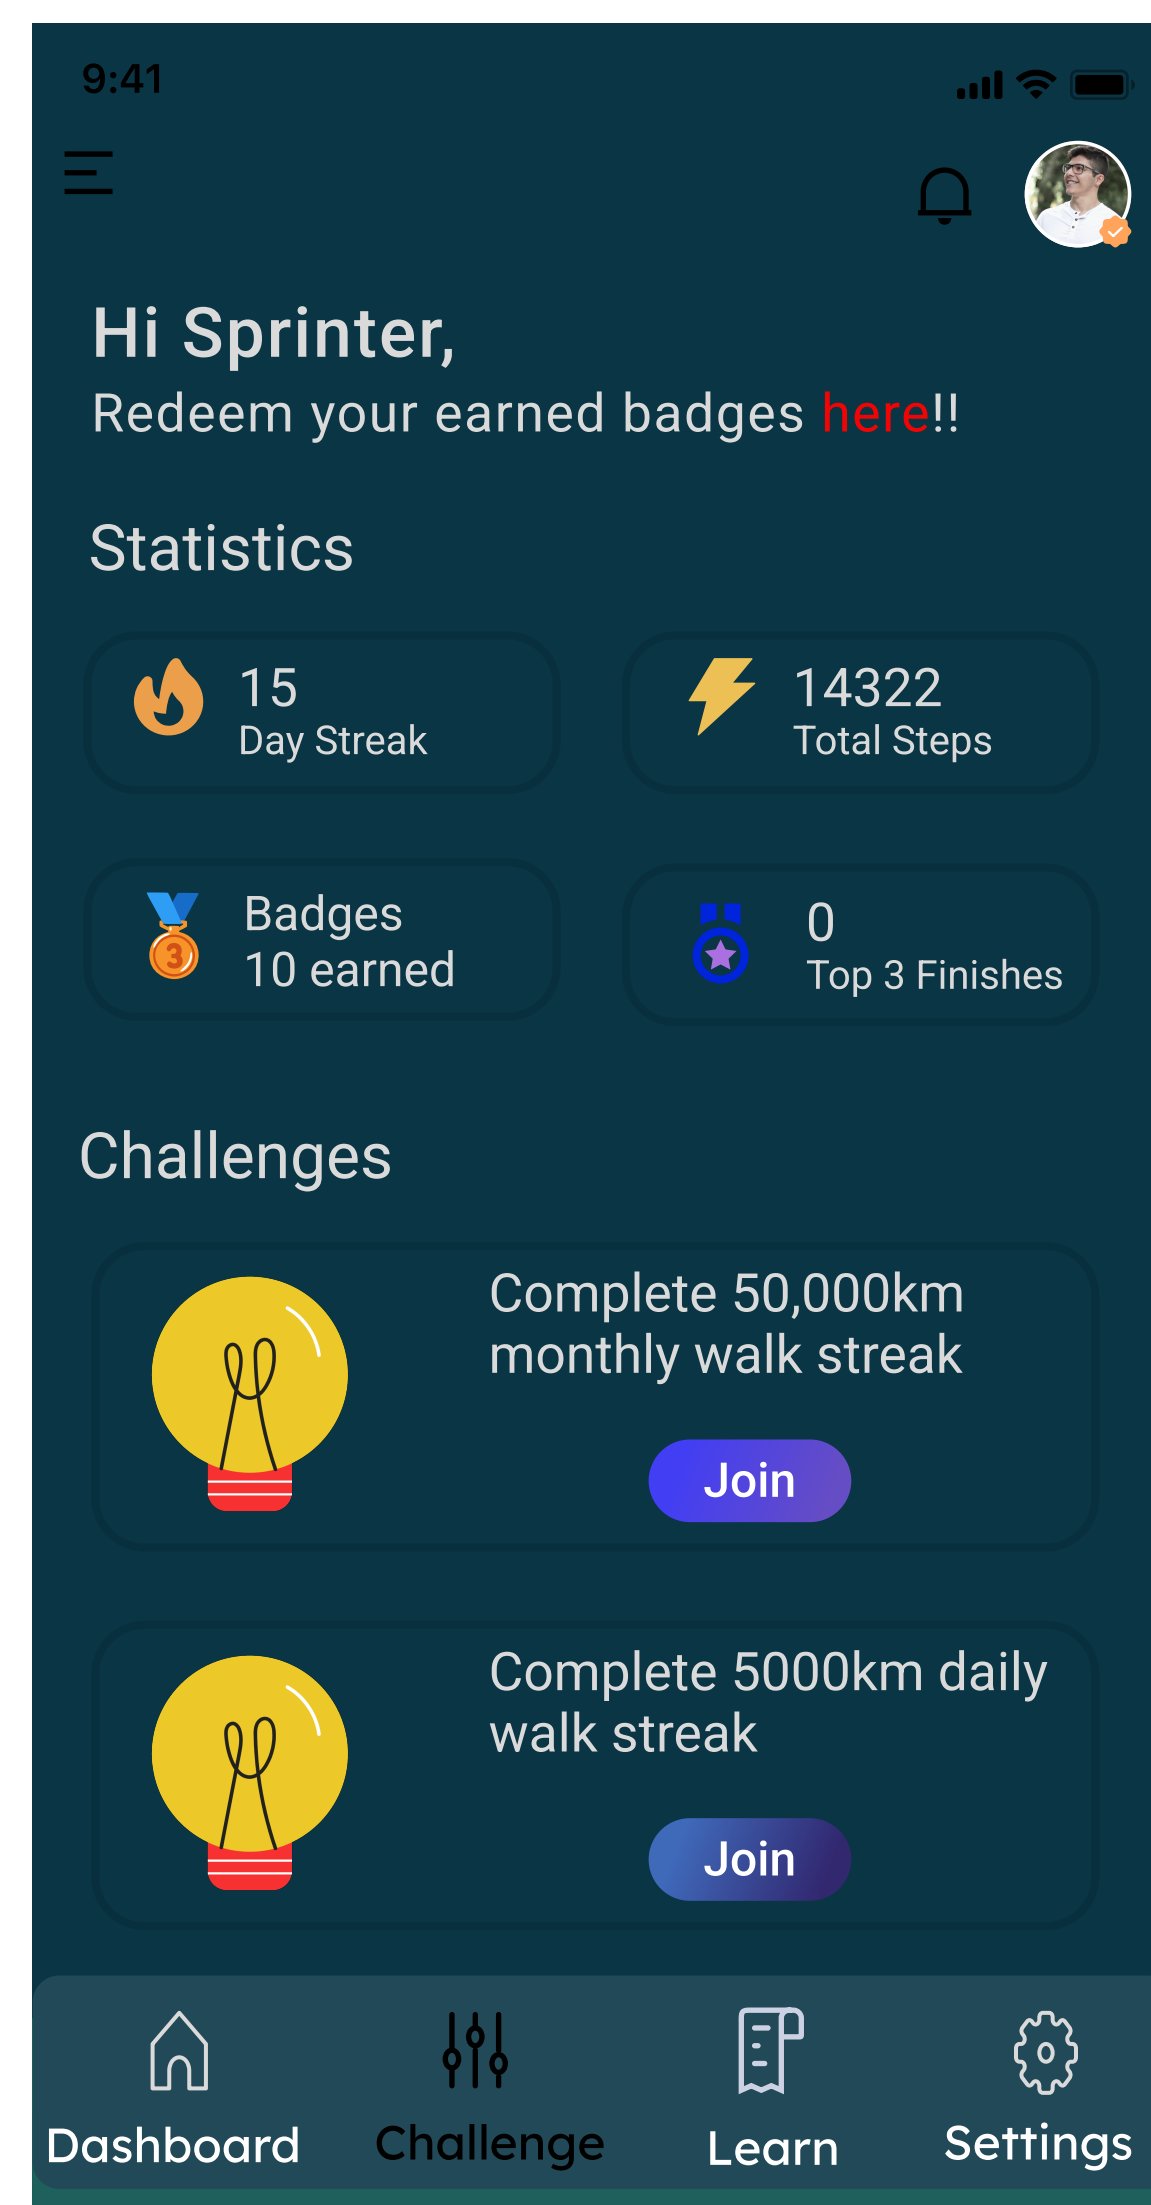 9:41
Hi Sprinter,
Redeem your earned badges here!!
Statistics
15
Day Streak
14322
Total Steps
3
Badges
10 earned
0
Top 3 Finishes
Challenges
Complete 50,000km
monthly walk streak
Join
Complete 5000km daily
walk streak
Join
Dashboard
Challenge
Learn
Settings